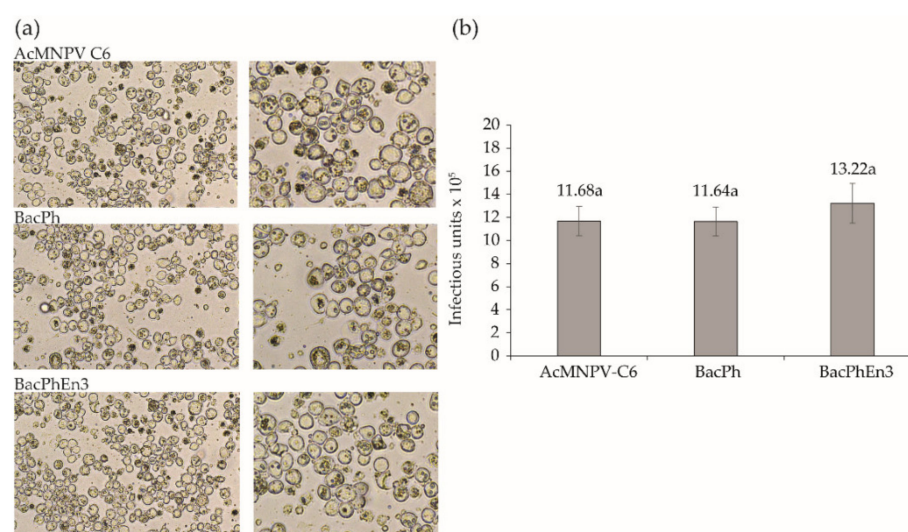 (a)
AcMNPV C6
BacPh
BacPhEn3
(b)
Infectious units x 10⁵
20
18
16
14
12
10
8
6
4
2
0
11.68a
11.64a
13.22a
AcMNPV-C6
BacPh
BacPhEn3